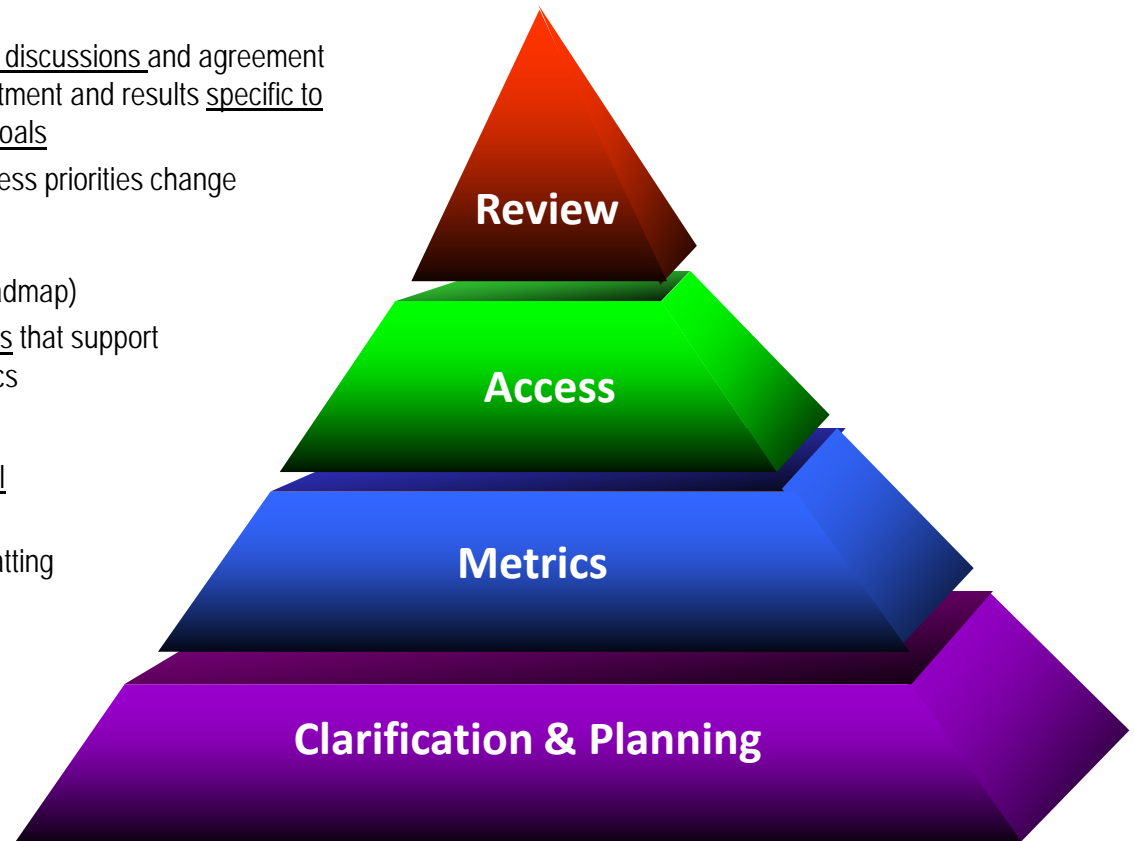 discussions and agreement
tment and results specific to
oals
ess priorities change
Review
admap)
s that support
cs
Access
l
atting
Metrics
Clarification & Planning